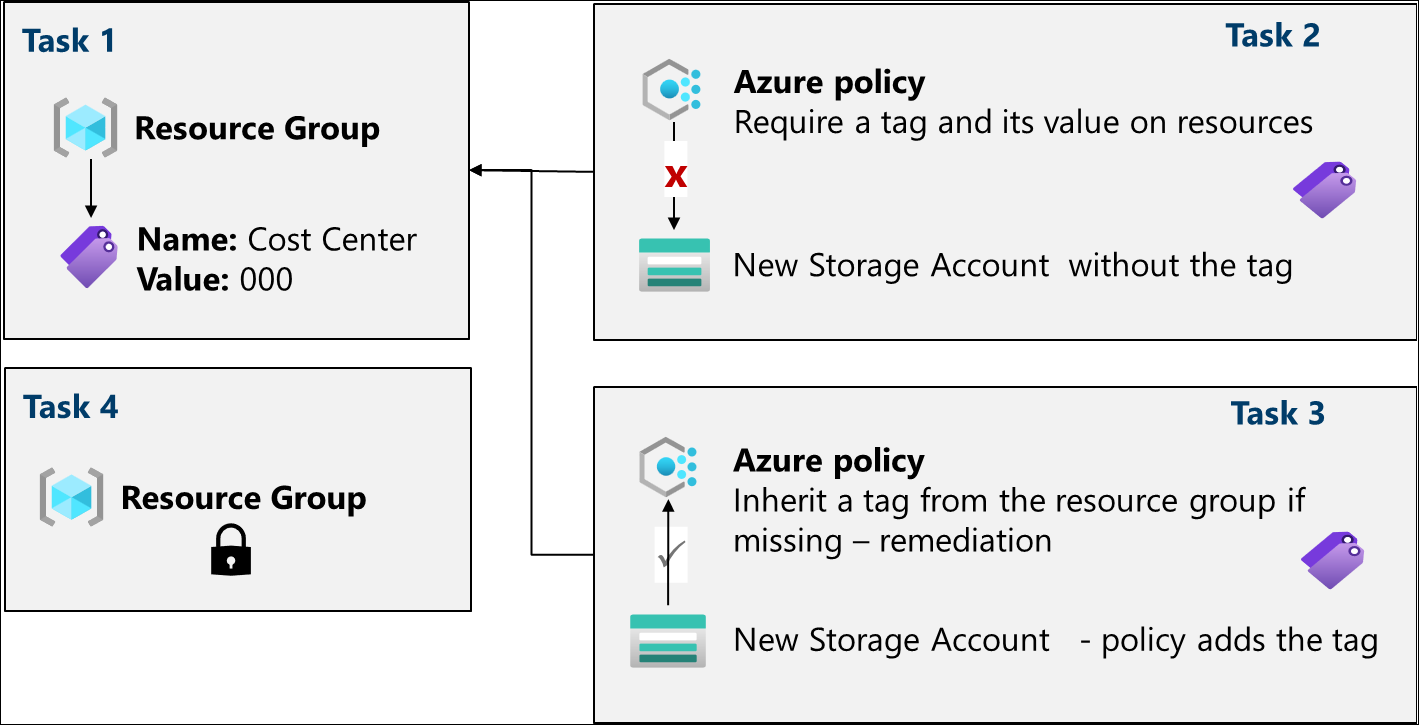 Task 1
Resource Group
Name: Cost Center
Value: 000
Task 2
Azure policy
Require a tag and its value on resources
x
New Storage Account  without the tag
Task 4
Resource Group
Task 3
Azure policy
Inherit a tag from the resource group if
missing – remediation
New Storage Account   - policy adds the tag